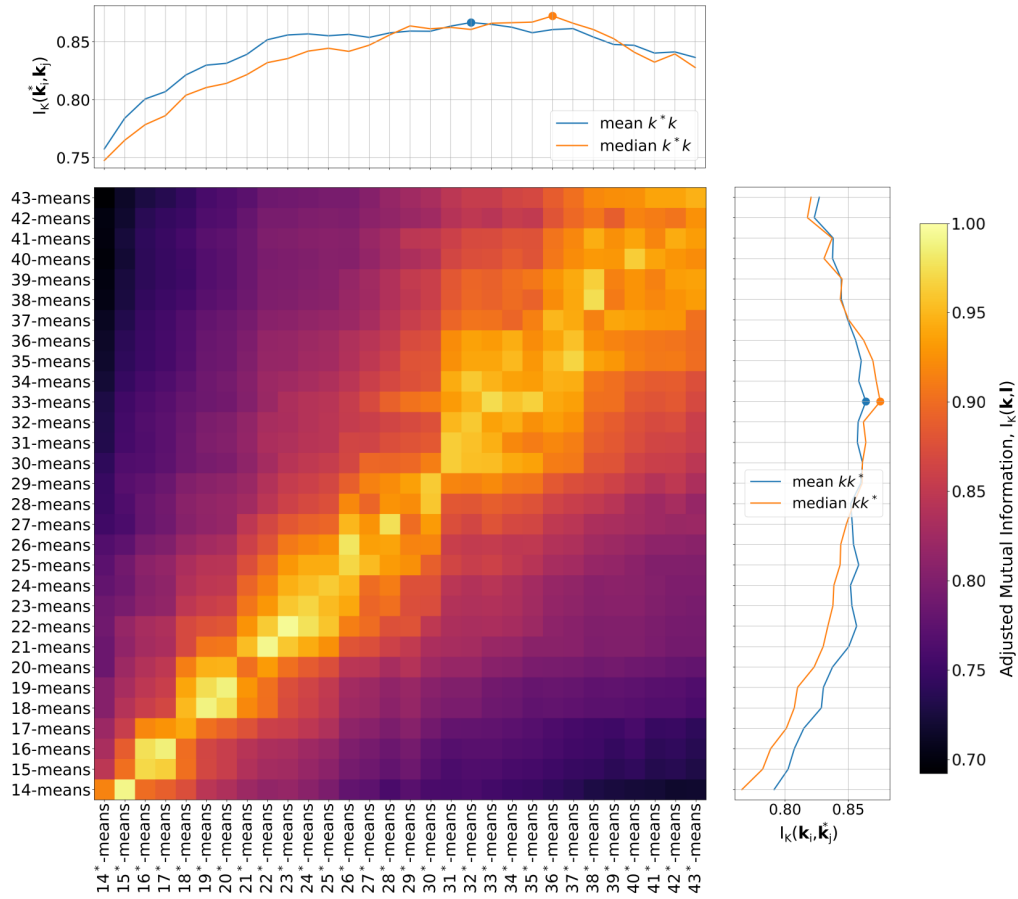 0.85
0.80
0.75
I_K(k*_i,k_j)
mean k*k
median k*k
43-means
42-means
41-means
40-means
39-means
38-means
37-means
36-means
35-means
34-means
33-means
32-means
31-means
30-means
29-means
28-means
27-means
26-means
25-means
24-means
23-means
22-means
21-means
20-means
19-means
18-means
17-means
16-means
15-means
14-means
14*-means
15*-means
16*-means
17*-means
18*-means
19*-means
20*-means
21*-means
22*-means
23*-means
24*-means
25*-means
26*-means
27*-means
28*-means
29*-means
30*-means
31*-means
32*-means
33*-means
34*-means
35*-means
36*-means
37*-means
38*-means
39*-means
40*-means
41*-means
42*-means
43*-means
mean kk*
median kk*
0.80 0.85
I_K(k_i,k*_j)
1.00
0.95
0.90
0.85
0.80
0.75
0.70
Adjusted Mutual Information, I_K(k,l)